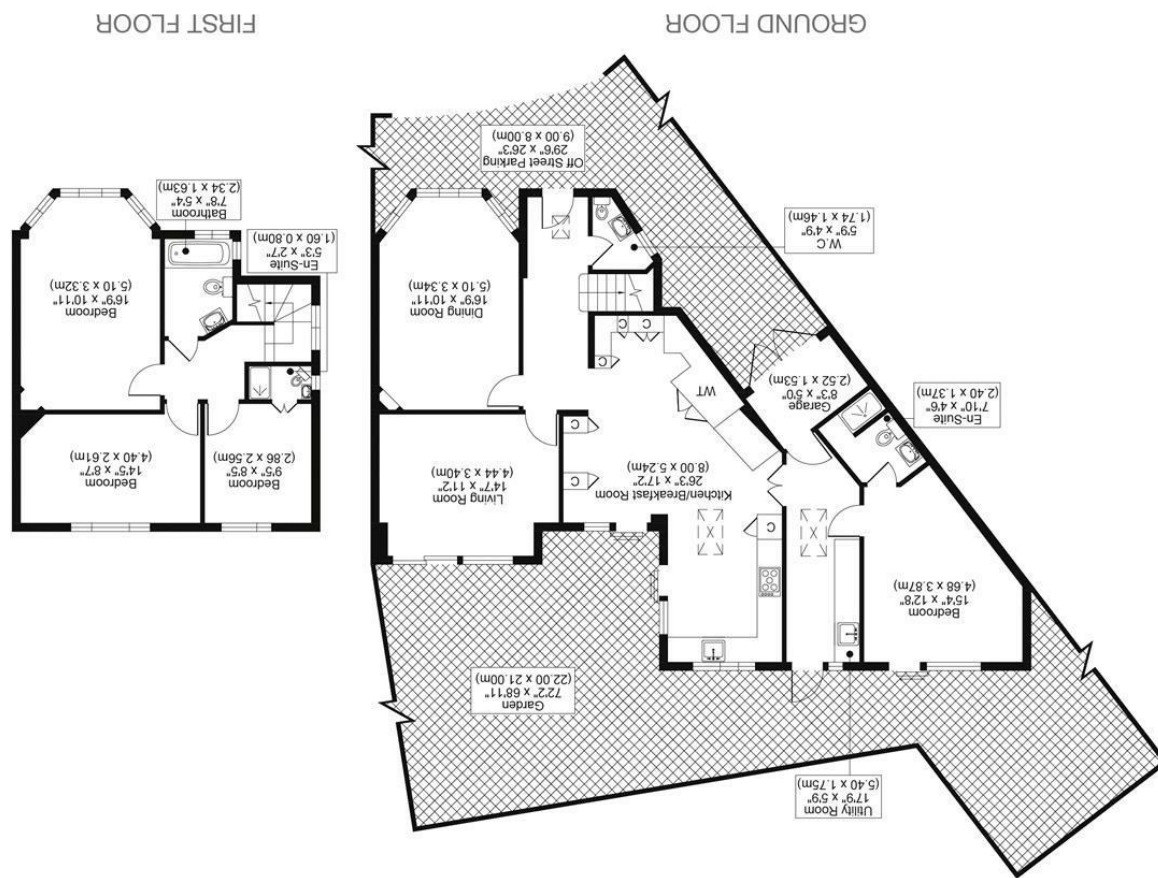 Utility Room
17'9" x 5'9"
(5.40 x 1.75m)
Garden
72'2" x 68'11"
(22.00 x 21.00m)
Bedroom
15'4" x 12'8"
(4.68 x 3.87m)
Kitchen/Breakfast Room
26'3" x 17'2"
(8.00 x 5.24m)
Living Room
14'7" x 11'2"
(4.44 x 3.40m)
En-Suite
7'10" x 4'6"
(2.40 x 1.37m)
Garage
8'3" x 5'0"
(2.52 x 1.53m)
WT
C
C
C
C
C
C
Dining Room
16'9" x 10'11"
(5.10 x 3.34m)
W.C
5'9" x 4'9"
(1.74 x 1.46m)
Off Street Parking
29'6" x 26'3"
(9.00 x 8.00m)
GROUND FLOOR
Bedroom
9'5" x 8'5"
(2.86 x 2.56m)
Bedroom
14'5" x 8'7"
(4.40 x 2.61m)
Bedroom
16'9" x 10'11"
(5.10 x 3.32m)
En-Suite
5'3" x 2'7"
(1.60 x 0.80m)
Bathroom
7'8" x 5'4"
(2.34 1.63m)
FIRST FLOOR